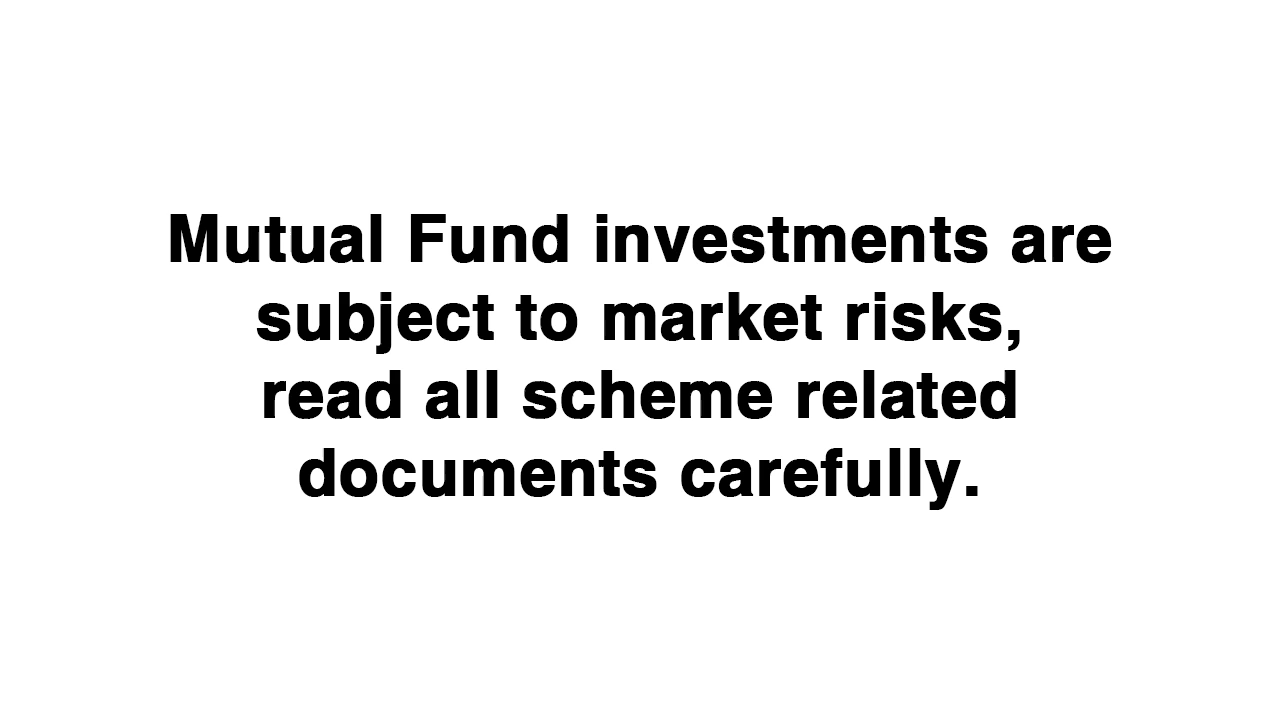 Mutual Fund investments are
subject to market risks,
read all scheme related
documents carefully.